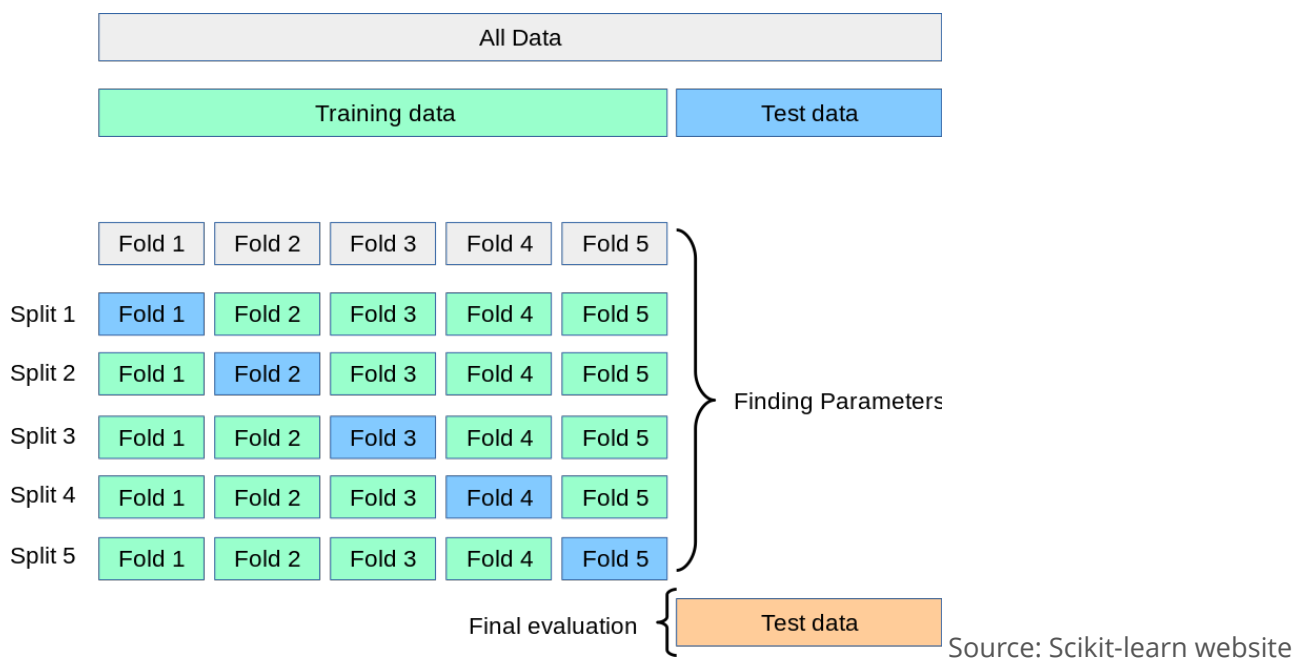 All Data
Training data Test data
Fold 1 Fold 2 Fold 3 Fold 4 Fold 5
Split 1 Fold 1 Fold 2 Fold 3 Fold 4 Fold 5
Split 2 Fold 1 Fold 2 Fold 3 Fold 4 Fold 5
Finding Parameters
Split 3 Fold 1 Fold 2 Fold 3 Fold 4 Fold 5
Split 4 Fold 1 Fold 2 Fold 3 Fold 4 Fold 5
Split 5 Fold 1 Fold 2 Fold 3 Fold 4 Fold 5
Final evaluation Test data
Source: Scikit-learn website